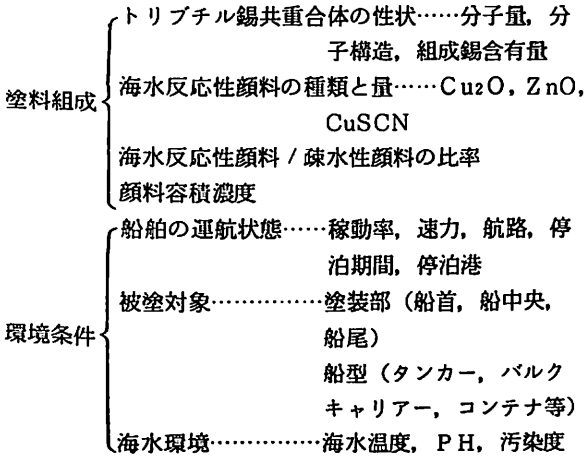 トリブチル錫共重合体の性状……分子量，分
子構造，組成錫含有量
塗料組成
海水反応性顔料の種類と量……Cu₂O，ZnO，
CuSCN
海水反応性顔料/疎水性顔料の比率
顔料容積濃度
船舶の運航状態……稼動率，速力，航路，停
泊期間，停泊港
被塗対象……………塗装部（船首，船中央，
船尾）
環境条件
船型（タンカー，バルク
キャリアー，コンテナ等）
海水環境……………海水温度，PH，汚染度